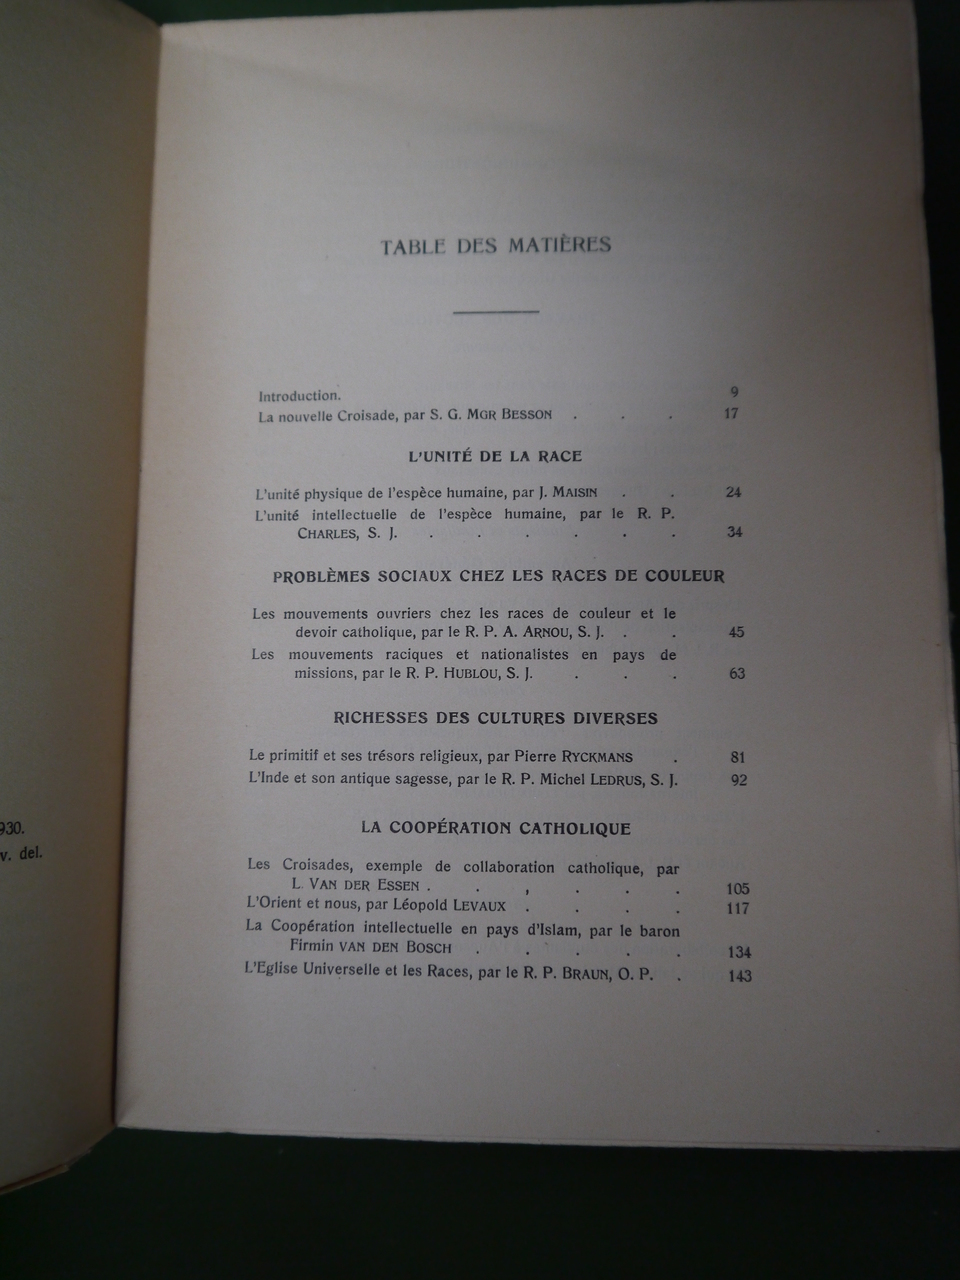 930.
v. del.
TABLE DES MATIÈRES
Introduction. 9
La nouvelle Croisade, par S. G. MGR BESSON . . . 17
L'UNITÉ DE LA RACE
L'unité physique de l'espèce humaine, par J. MAISIN . . 24
L'unité intellectuelle de l'espèce humaine, par le R. P.
CHARLES, S. J. . . . . . . 34
PROBLÈMES SOCIAUX CHEZ LES RACES DE COULEUR
Les mouvements ouvriers chez les races de couleur et le
devoir catholique, par le R. P. A. ARNOU, S. J. . . 45
Les mouvements raciques et nationalistes en pays de
missions, par le R. P. HUBLOU, S. J. . . . 63
RICHESSES DES CULTURES DIVERSES
Le primitif et ses trésors religieux, par Pierre RYCKMANS . 81
L'Inde et son antique sagesse, par le R. P. Michel LEDRUS, S. J. 92
LA COOPÉRATION CATHOLIQUE
Les Croisades, exemple de collaboration catholique, par
L. VAN DER ESSEN . . . . . . 105
L'Orient et nous, par Léopold LEVAUX . . . . 117
La Coopération intellectuelle en pays d'Islam, par le baron
Firmin VAN DEN BOSCH . . . . . 134
L'Eglise Universelle et les Races, par le R. P. BRAUN, O. P. . 143